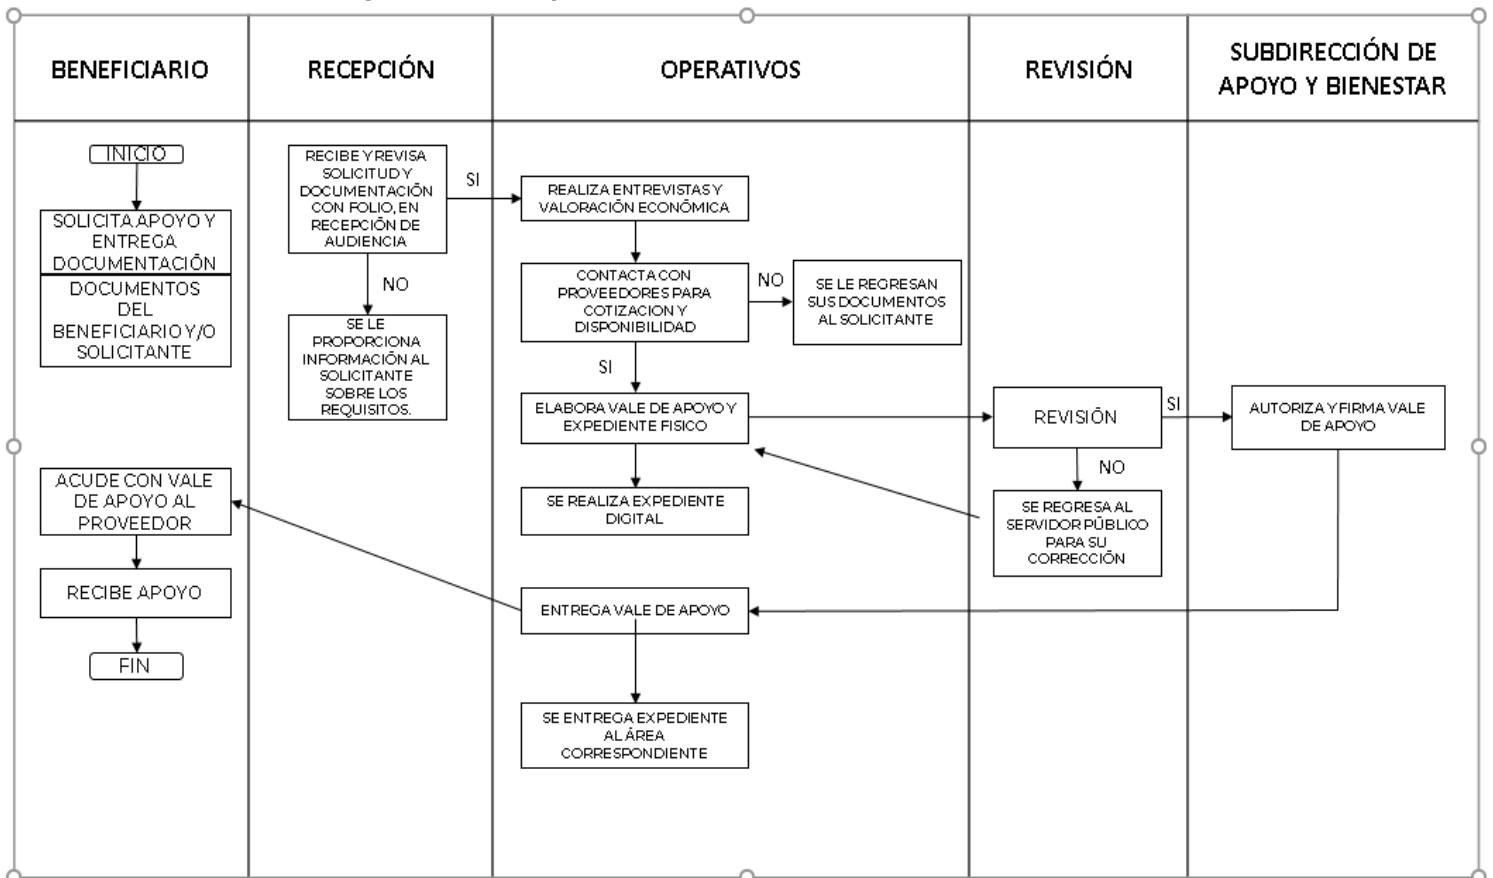 BENEFICIARIO
RECEPCIÓN
OPERATIVOS
REVISIÓN
SUBDIRECCIÓN DE
APOYO Y BIENESTAR
INICIO
SOLICITA APOYO Y
ENTREGA
DOCUMENTACIÓN
DOCUMENTOS
DEL
BENEFICIARIO Y/O
SOLICITANTE
ACUDE CON VALE
DE APOYO AL
PROVEEDOR
RECIBE APOYO
FIN
RECIBE Y REVISA
SOLICITUD Y
DOCUMENTACIÓN
CON FOLIO, EN
RECEPCIÓN DE
AUDIENCIA
SI
NO
SE LE
PROPORCIONA
INFORMACIÓN AL
SOLICITANTE
SOBRE LOS
REQUISITOS.
REALIZA ENTREVISTAS Y
VALORACIÓN ECONÓMICA
CONTACTA CON
PROVEEDORES PARA
COTIZACION Y
DISPONIBILIDAD
NO
SE LE REGRESAN
SUS DOCUMENTOS
AL SOLICITANTE
SI
ELABORA VALE DE APOYO Y
EXPEDIENTE FISICO
SE REALIZA EXPEDIENTE
DIGITAL
ENTREGA VALE DE APOYO
SE ENTREGA EXPEDIENTE
AL ÁREA
CORRESPONDIENTE
REVISIÓN
SI
NO
SE REGRESA AL
SERVIDOR PÚBLICO
PARA SU
CORRECCIÓN
AUTORIZA Y FIRMA VALE
DE APOYO